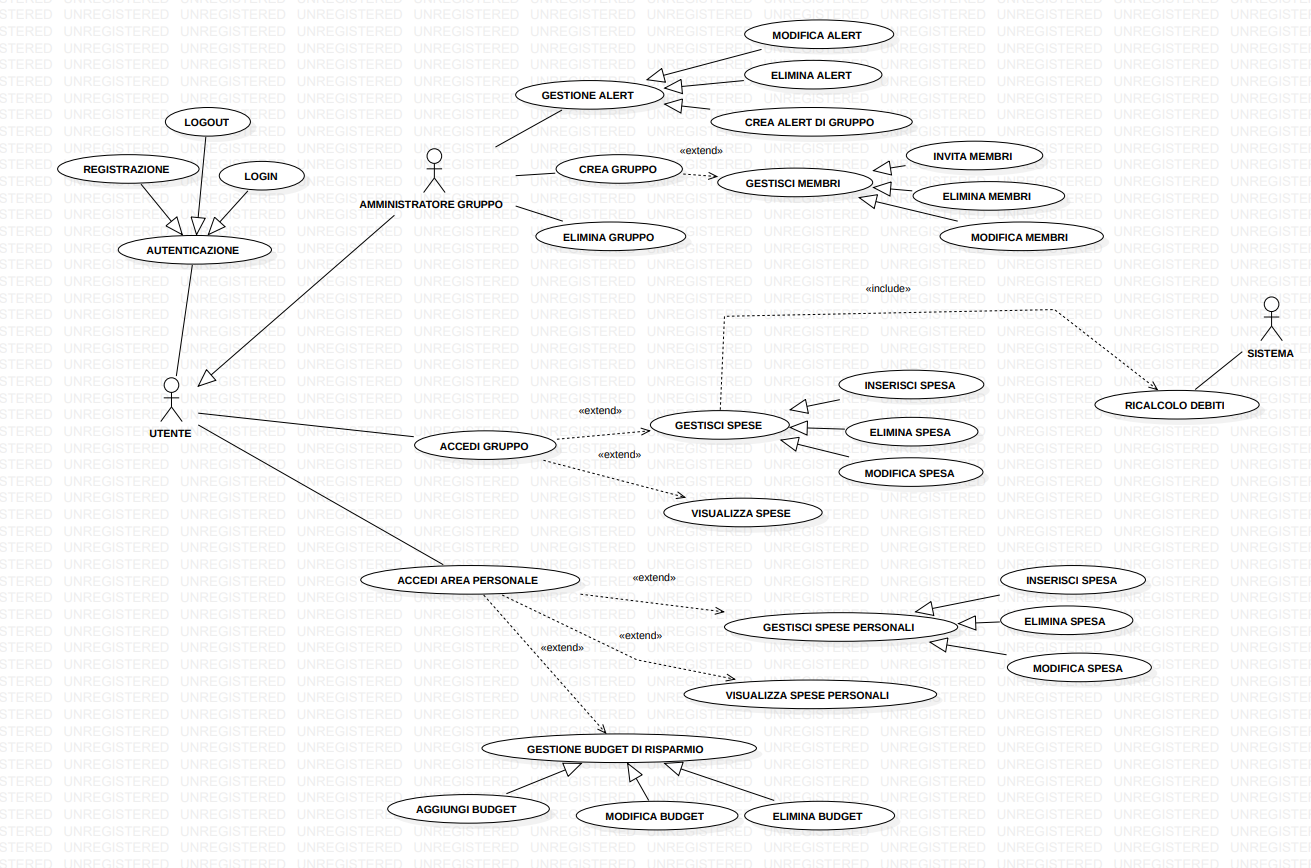 MODIFICA ALERT
ELIMINA ALERT
GESTIONE ALERT
CREA ALERT DI GRUPPO
LOGOUT
REGISTRAZIONE
LOGIN
AUTENTICAZIONE
AMMINISTRATORE GRUPPO
CREA GRUPPO
«extend»
GESTISCI MEMBRI
INVITA MEMBRI
ELIMINA MEMBRI
MODIFICA MEMBRI
ELIMINA GRUPPO
«include»
SISTEMA
RICALCOLO DEBITI
UTENTE
ACCEDI GRUPPO
«extend»
GESTISCI SPESE
INSERISCI SPESA
ELIMINA SPESA
MODIFICA SPESA
«extend»
VISUALIZZA SPESE
ACCEDI AREA PERSONALE
«extend»
GESTISCI SPESE PERSONALI
INSERISCI SPESA
ELIMINA SPESA
MODIFICA SPESA
«extend»
VISUALIZZA SPESE PERSONALI
«extend»
GESTIONE BUDGET DI RISPARMIO
AGGIUNGI BUDGET
MODIFICA BUDGET
ELIMINA BUDGET
UNREGISTERED